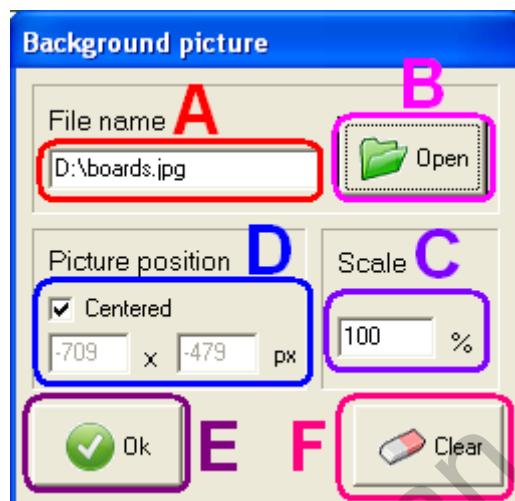 Background picture
File name A
B
D:\boards.jpg
Open
Picture position D
Scale C
Centered
-709 x -479 px
100 %
Ok E
F Clear